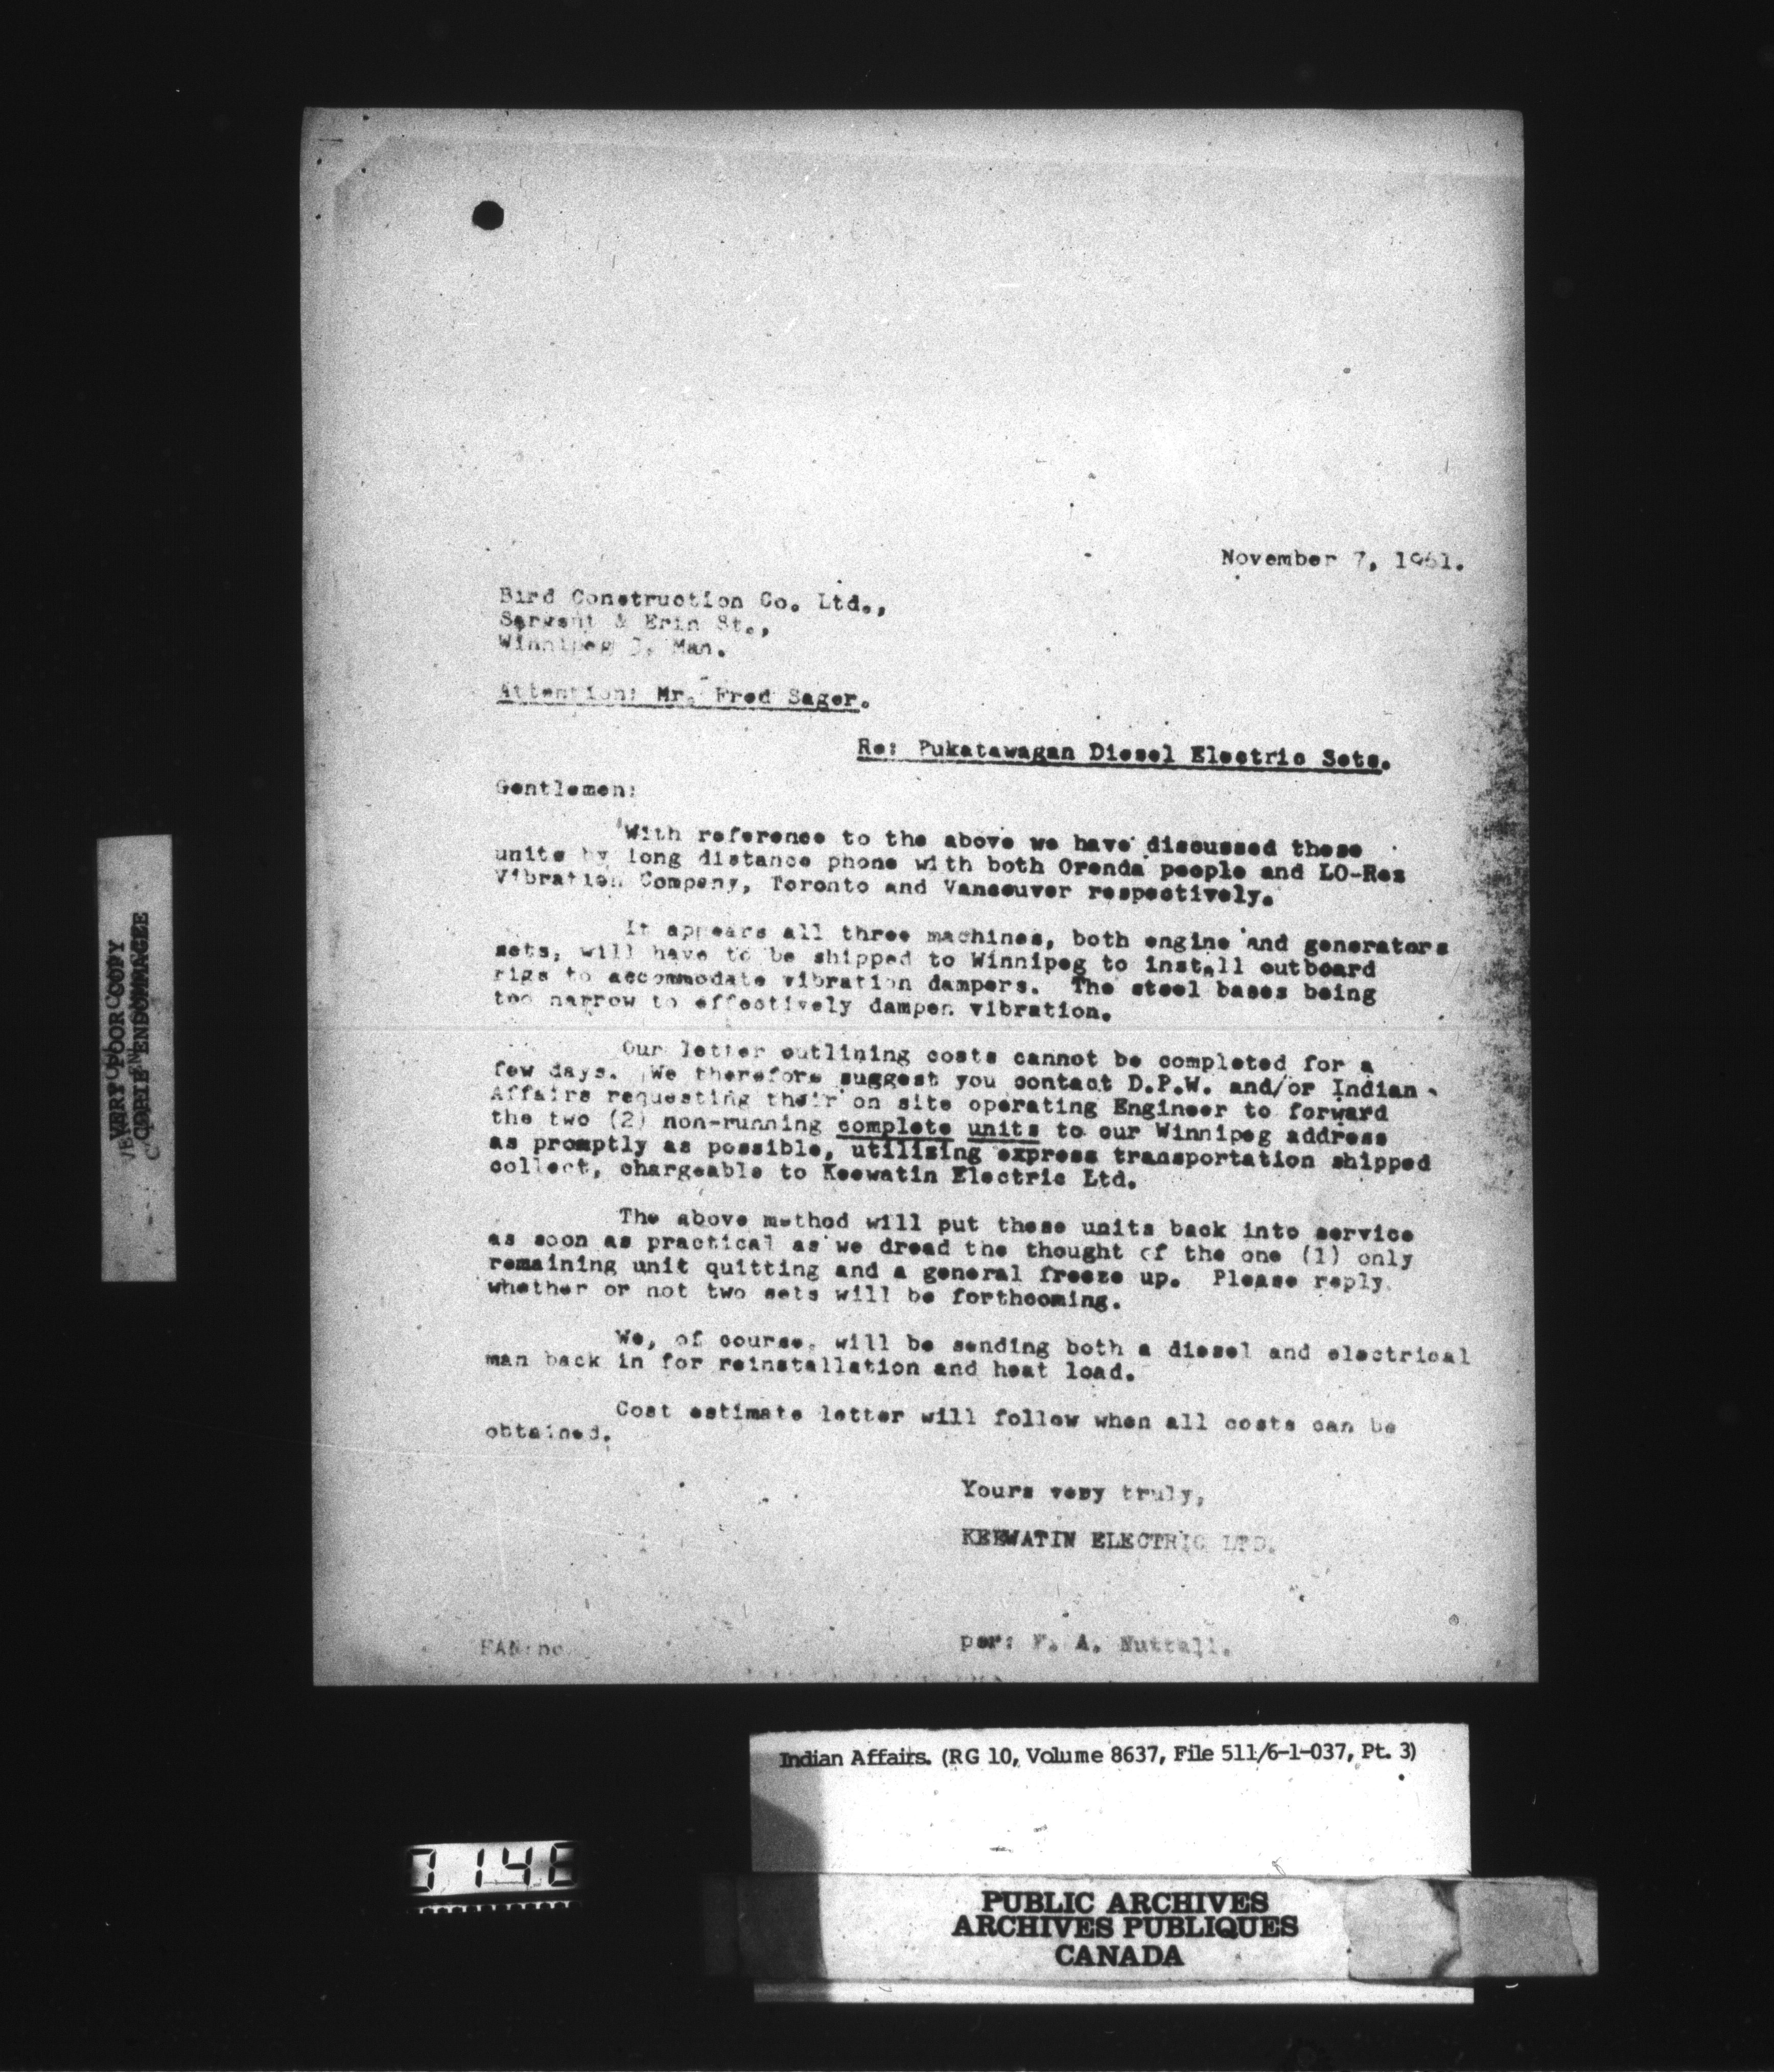 November 7, 1961.
Bird Construction Co. Ltd.,
Sargent & Erin St.,
Winnipeg Man.
Attention: Mr. Fred Sager.
Re: Pukatawagan Diesel Electric Sets.
Gentlemen:
With reference to the above we have discussed these
units by long distance phone with both Orenda people and LO-Rez
Vibration Company, Toronto and Vancouver respectively.
It appears all three machines, both engine and generators
sets, will have to be shipped to Winnipeg to install outboard
rigs to accommodate vibration dampers. The steel bases being
too narrow to effectively dampen vibration.
Our letter outlining costs cannot be completed for a
few days. We therefore suggest you contact D.P.W. and/or Indian
Affairs requesting their on site operating Engineer to forward
the two (2) non-running complete units to our Winnipeg address
as promptly as possible, utilizing express transportation shipped
collect, chargeable to Keewatin Electric Ltd.
The above method will put these units back into service
as soon as practical as we dread the thought of the one (1) only
remaining unit quitting and a general freeze up. Please reply
whether or not two sets will be forthcoming.
We, of course, will be sending both a diesel and electrical
man back in for reinstallation and heat load.
Cost estimate letter will follow when all costs can be
obtained.
Yours very truly,
KEEWATIN ELECTRIC LTD.
FAN:nc
per: F. A. Nuttall.
VERY POOR COPY
COPIE ENDOMMAGEE
Indian Affairs. (RG 10, Volume 8637, File 511/6-1-037, Pt. 3)
PUBLIC ARCHIVES
ARCHIVES PUBLIQUES
CANADA